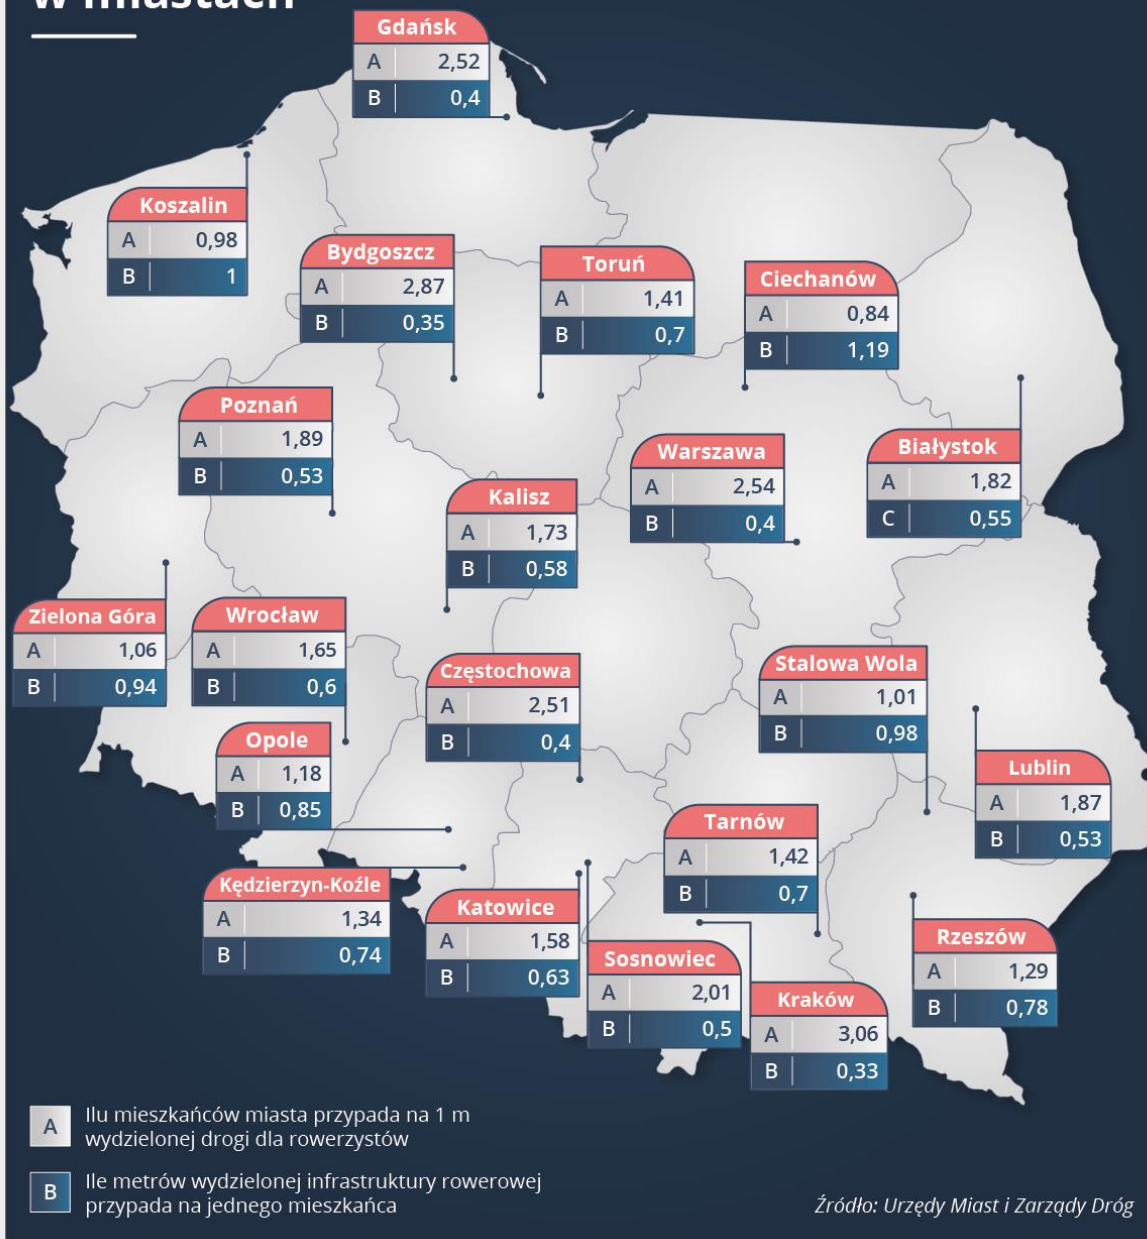 w miastach
Gdańsk
A 2,52
B 0,4
Koszalin
A 0,98
B 1
Bydgoszcz
A 2,87
B 0,35
Toruń
A 1,41
B 0,7
Ciechanów
A 0,84
B 1,19
Poznań
A 1,89
B 0,53
Kalisz
A 1,73
B 0,58
Warszawa
A 2,54
B 0,4
Białystok
A 1,82
C 0,55
Zielona Góra
A 1,06
B 0,94
Wrocław
A 1,65
B 0,6
Częstochowa
A 2,51
B 0,4
Stalowa Wola
A 1,01
B 0,98
Opole
A 1,18
B 0,85
Lublin
A 1,87
B 0,53
Tarnów
A 1,42
B 0,7
Kędzierzyn-Koźle
A 1,34
B 0,74
Katowice
A 1,58
B 0,63
Sosnowiec
A 2,01
B 0,5
Kraków
A 3,06
B 0,33
Rzeszów
A 1,29
B 0,78
A Ilu mieszkańców miasta przypada na 1 m
wydzielonej drogi dla rowerzystów
B Ile metrów wydzielonej infrastruktury rowerowej
przypada na jednego mieszkańca
Źródło: Urzędy Miast i Zarządy Dróg